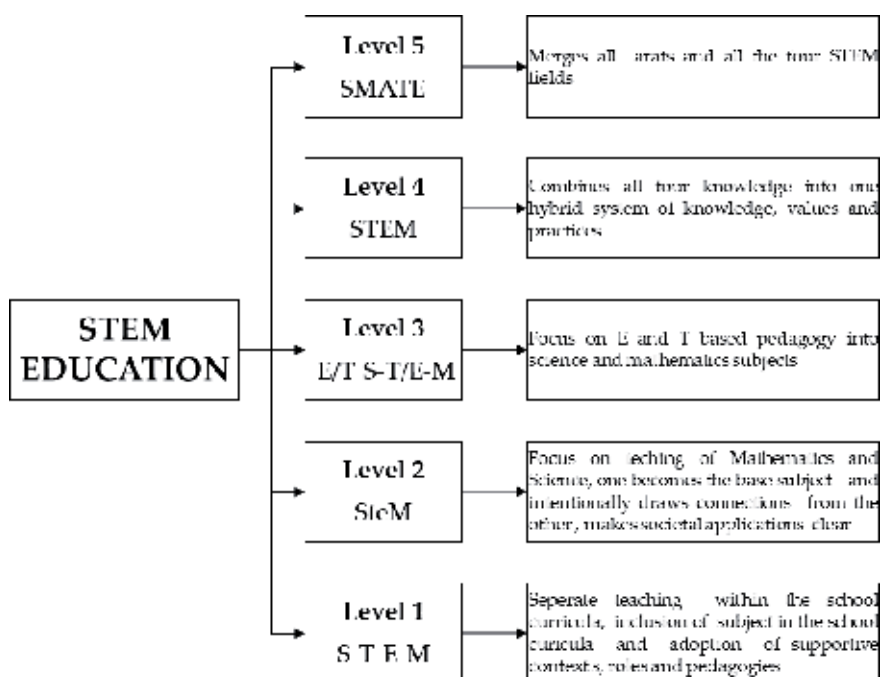 Level 5
SMATE
Merges all arats and all the four STEM
fields
Level 4
STEM
Combines all four knowledge into one
hybrid system of knowledge, values and
practices
STEM
EDUCATION
Level 3
E/T S-T/E-M
Focus on E and T based pedagogy into
science and mathematics subjects
Level 2
SteM
Focus on teching of Mathematics and
Science, one becomes the base subject and
intentionally draws connections from the
other, makes societal applications clear
Level 1
S T E M
Seperate teaching within the school
curricula, inclusion of subject in the school
curicula and adoption of supportive
contexts, roles and pedagogies